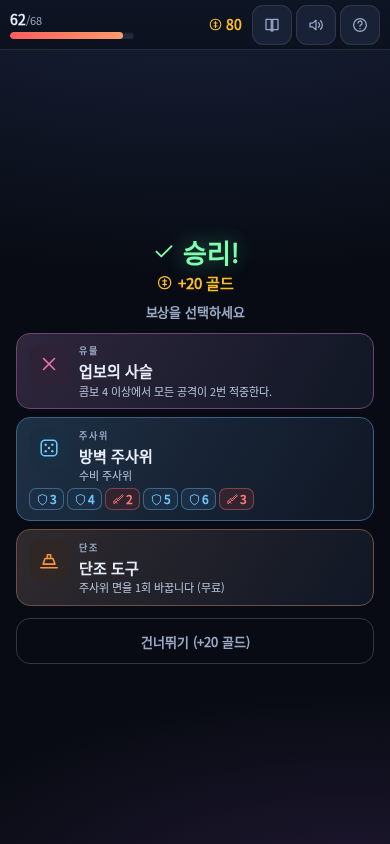 62/68
80
승리!
+20 골드
보상을 선택하세요
유물
업보의 사슬
콤보 4 이상에서 모든 공격이 2번 적중한다.
주사위
방벽 주사위
수비 주사위
3 4 2 5 6 3
단조
단조 도구
주사위 면을 1회 바꿉니다 (무료)
건너뛰기 (+20 골드)